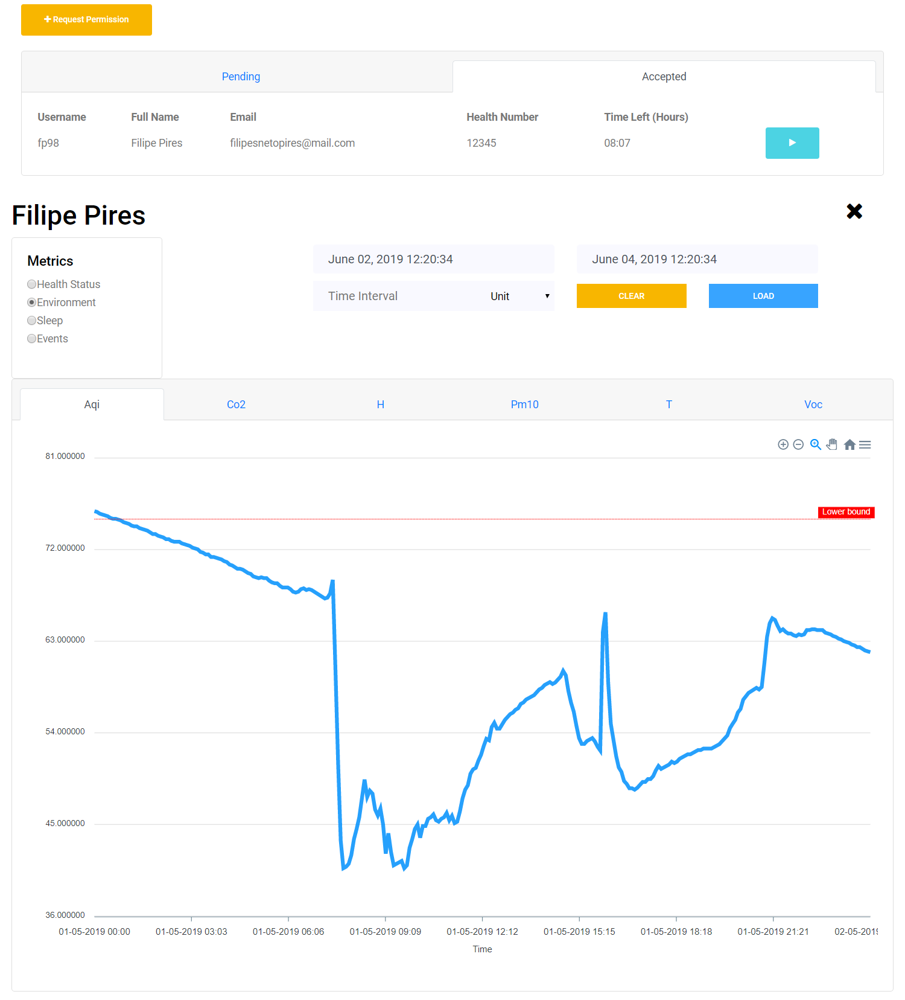 Request Permission
Pending Accepted
Username Full Name Email Health Number Time Left (Hours)
fp98 Filipe Pires filipesnetopires@mail.com 12345 08:07
Filipe Pires
Metrics
Health Status
Environment
Sleep
Events
June 02, 2019 12:20:34 June 04, 2019 12:20:34
Time Interval Unit CLEAR LOAD
Aqi Co2 H Pm10 T Voc
81.000000
Lower bound
72.000000
63.000000
54.000000
45.000000
36.000000
01-05-2019 00:00 01-05-2019 03:03 01-05-2019 06:06 01-05-2019 09:09 01-05-2019 12:12 01-05-2019 15:15 01-05-2019 18:18 01-05-2019 21:21 02-05-2019
Time